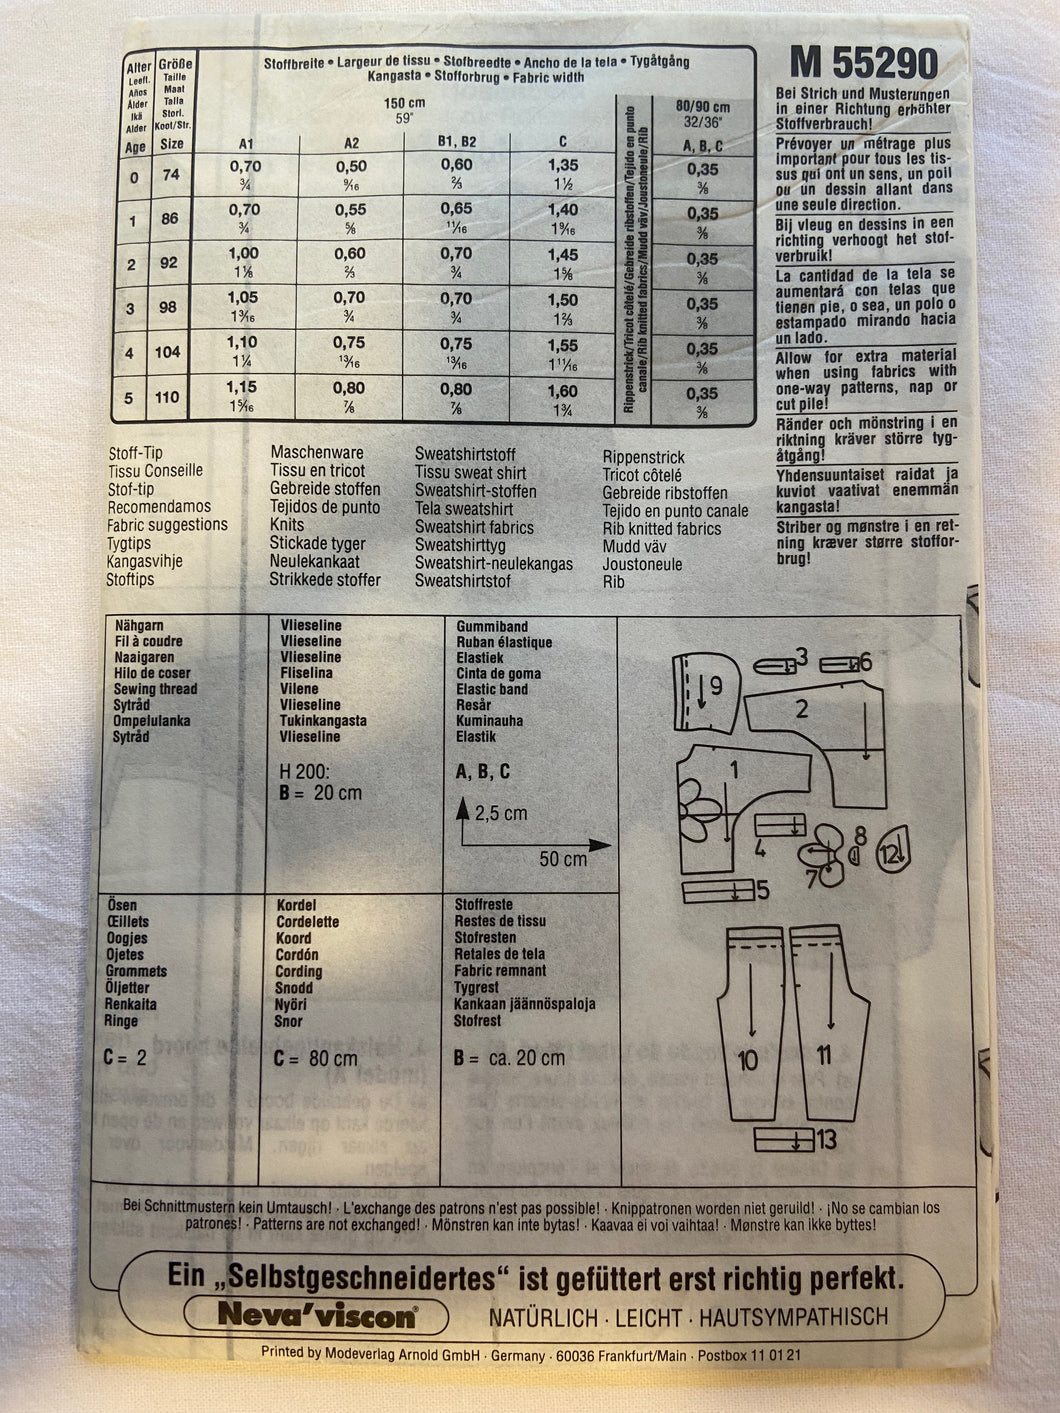 M 55290
Alter
Leeft.
Años
Ålder
Ikä
Alder
Age
Größe
Taille
Maat
Talla
Storl.
Koot/Str.
Size
Stoffbreite • Largeur de tissu • Stofbreedte • Ancho de la tela • Tygåtgång
Kangasta • Stofforbrug • Fabric width
150 cm
59"
80/90 cm
32/36"
A1 A2 B1, B2 C A, B, C
Rippenstrick/Tricot côtelé/Gebreide ribstoffen/Tejido en punto
canale/Rib knitted fabrics/Mudd väv/Joustoneule/Rib
0 74 0,70 0,50 0,60 1,35 0,35
¾ 9/16 ⅔ 1½ ⅜
1 86 0,70 0,55 0,65 1,40 0,35
¾ ⅝ 11/16 1 9/16 ⅜
2 92 1,00 0,60 0,70 1,45 0,35
1⅛ ⅔ ¾ 1⅝ ⅜
3 98 1,05 0,70 0,70 1,50 0,35
1 3/16 ¾ ¾ 1⅔ ⅜
4 104 1,10 0,75 0,75 1,55 0,35
1¼ 13/16 13/16 1 11/16 ⅜
5 110 1,15 0,80 0,80 1,60 0,35
1 5/16 ⅞ ⅞ 1¾ ⅜
Bei Strich und Musterungen
in einer Richtung erhöhter
Stoffverbrauch!
Prévoyer un métrage plus
important pour tous les tis-
sus qui ont un sens, un poil
ou un dessin allant dans
une seule direction.
Bij vleug en dessins in een
richting verhoogt het stof-
verbruik!
La cantidad de la tela se
aumentará con telas que
tienen pie, o sea, un polo o
estampado mirando hacia
un lado.
Allow for extra material
when using fabrics with
one-way patterns, nap or
cut pile!
Ränder och mönstring i en
riktning kräver större tyg-
åtgång!
Yhdensuuntaiset raidat ja
kuviot vaativat enemmän
kangasta!
Striber og mønstre i en ret-
ning kræver større stoffor-
brug!
Stoff-Tip Maschenware Sweatshirtstoff Rippenstrick
Tissu Conseille Tissu en tricot Tissu sweat shirt Tricot côtelé
Stof-tip Gebreide stoffen Sweatshirt-stoffen Gebreide ribstoffen
Recomendamos Tejidos de punto Tela sweatshirt Tejido en punto canale
Fabric suggestions Knits Sweatshirt fabrics Rib knitted fabrics
Tygtips Stickade tyger Sweatshirttyg Mudd väv
Kangasvihje Neulekankaat Sweatshirt-neulekangas Joustoneule
Stoftips Strikkede stoffer Sweatshirtstof Rib
Nähgarn
Fil à coudre
Naaigaren
Hilo de coser
Sewing thread
Sytråd
Ompelulanka
Sytråd
Vlieseline
Vlieseline
Vlieseline
Fliselina
Vilene
Vlieseline
Tukinkangasta
Vlieseline
H 200:
B = 20 cm
Gummiband
Ruban élastique
Elastiek
Cinta de goma
Elastic band
Resår
Kuminauha
Elastik
A, B, C
2,5 cm
50 cm
Ösen
Œillets
Oogjes
Ojetes
Grommets
Öljetter
Renkaita
Ringe
C = 2
Kordel
Cordelette
Koord
Cordón
Cording
Snodd
Nyöri
Snor
C = 80 cm
Stoffreste
Restes de tissu
Stofresten
Retales de tela
Fabric remnant
Tygrest
Kankaan jäännöspaloja
Stofrest
B = ca. 20 cm
9
3
6
2
1
4
8
12
7
5
10
11
13
Bei Schnittmustern kein Umtausch! · L'exchange des patrons n'est pas possible! · Knippatronen worden niet geruild! · ¡No se cambian los
patrones! · Patterns are not exchanged! · Mönstren kan inte bytas! · Kaavaa ei voi vaihtaa! · Mønstre kan ikke byttes!
Ein „Selbstgeschneidertes“ ist gefüttert erst richtig perfekt.
Neva'viscon® NATÜRLICH · LEICHT · HAUTSYMPATHISCH
Printed by Modeverlag Arnold GmbH · Germany · 60036 Frankfurt/Main · Postbox 11 01 21